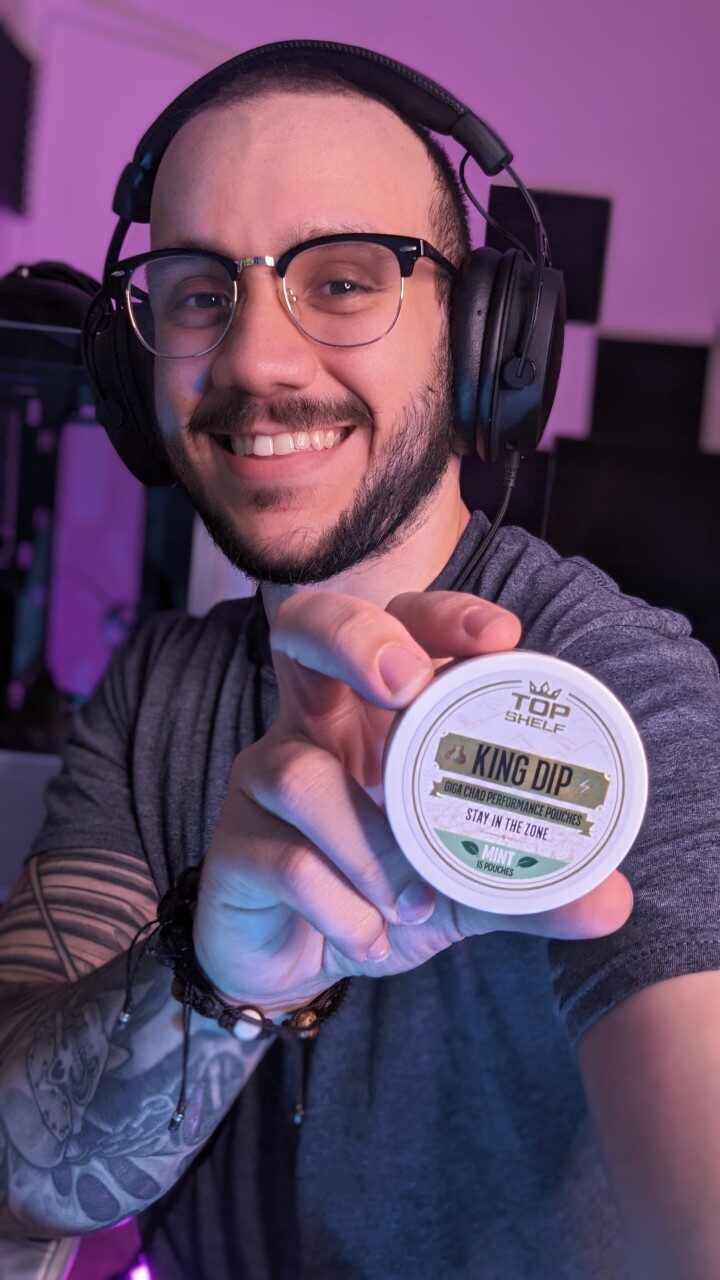 TOP
SHELF
KING DIP
GIGA CHAD PERFORMANCE POUCHES
STAY IN THE ZONE
MINT
15 POUCHES